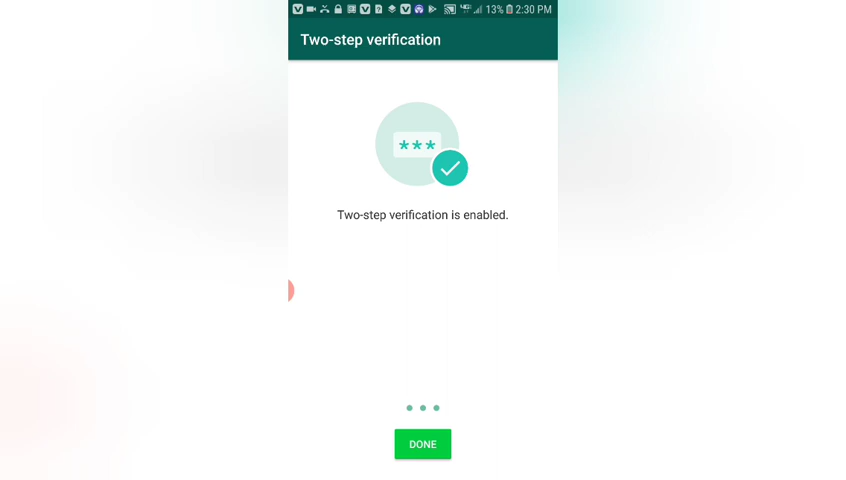 13% 2:30 PM
Two-step verification
***
Two-step verification is enabled.
DONE